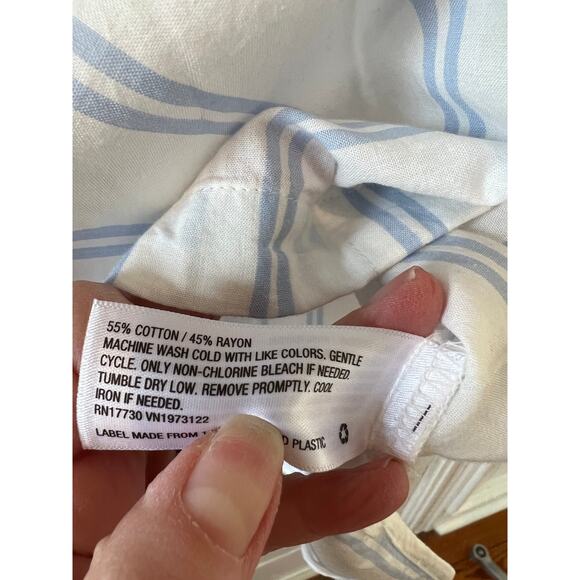 55% COTTON / 45% RAYON
MACHINE WASH COLD WITH LIKE COLORS. GENTLE
CYCLE. ONLY NON-CHLORINE BLEACH IF NEEDED.
TUMBLE DRY LOW. REMOVE PROMPTLY. COOL
IRON IF NEEDED.
RN17730 VN1973122
LABEL MADE FROM PLASTIC